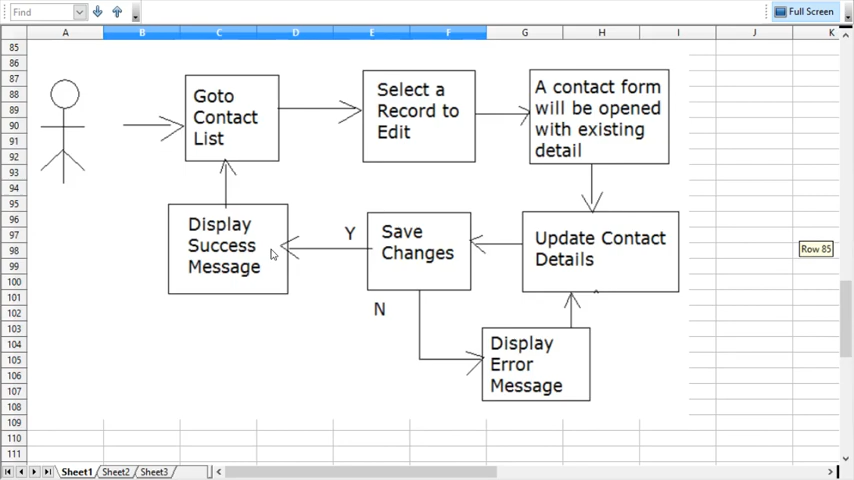 Find
Full Screen
A B C D E F G H I J K
85
86
87
88
89
90
91
92
93
94
95
96
97
98
99
100
101
102
103
104
105
106
107
108
109
110
111
Goto
Contact
List
Select a
Record to
Edit
A contact form
will be opened
with existing
detail
Display
Success
Message
Y
Save
Changes
N
Update Contact
Details
Display
Error
Message
Row 85
Sheet1 Sheet2 Sheet3